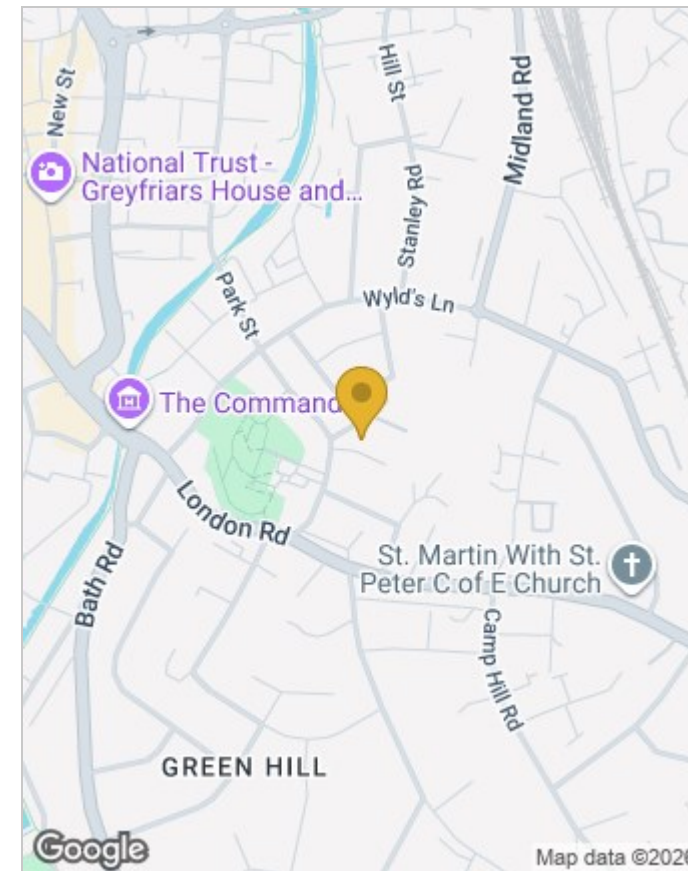 New St
Hill St
Midland Rd
National Trust -
Greyfriars House and...
Stanley Rd
Park St
Wyld's Ln
The Command
London Rd
St. Martin With St.
Peter C of E Church
Bath Rd
Camp Hill Rd
GREEN HILL
Google
Map data ©2026